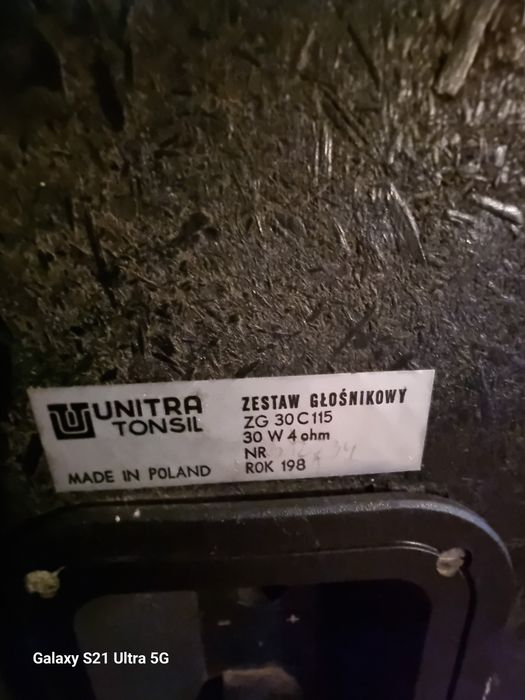 UNITRA
TONSIL
MADE IN POLAND
ZESTAW GŁOŚNIKOWY
ZG 30 C 115
30 W 4 ohm
NR
ROK 198
- +
Galaxy S21 Ultra 5G